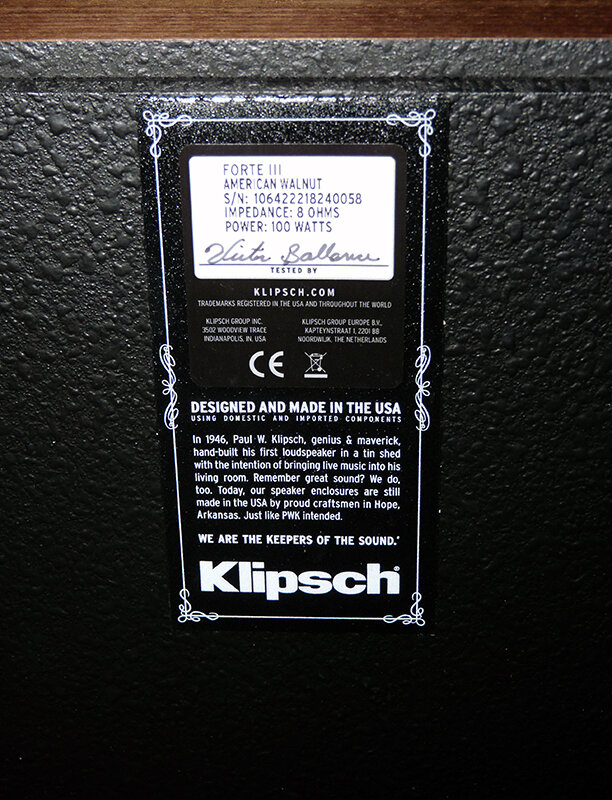 FORTE III
AMERICAN WALNUT
S/N: 106422218240058
IMPEDANCE: 8 OHMS
POWER: 100 WATTS
Victor Ballance
TESTED BY
KLIPSCH.COM
TRADEMARKS REGISTERED IN THE USA AND THROUGHOUT THE WORLD
KLIPSCH GROUP INC.
3502 WOODVIEW TRACE
INDIANAPOLIS, IN, USA
KLIPSCH GROUP EUROPE B.V.
KAPTEYNSTRAAT 1, 2201 BB
NOORDWIJK, THE NETHERLANDS
CE
DESIGNED AND MADE IN THE USA
USING DOMESTIC AND IMPORTED COMPONENTS
In 1946, Paul W. Klipsch, genius & maverick,
hand-built his first loudspeaker in a tin shed
with the intention of bringing live music into his
living room. Remember great sound? We do,
too. Today, our speaker enclosures are still
made in the USA by proud craftsmen in Hope,
Arkansas. Just like PWK intended.
WE ARE THE KEEPERS OF THE SOUND.®
Klipsch®